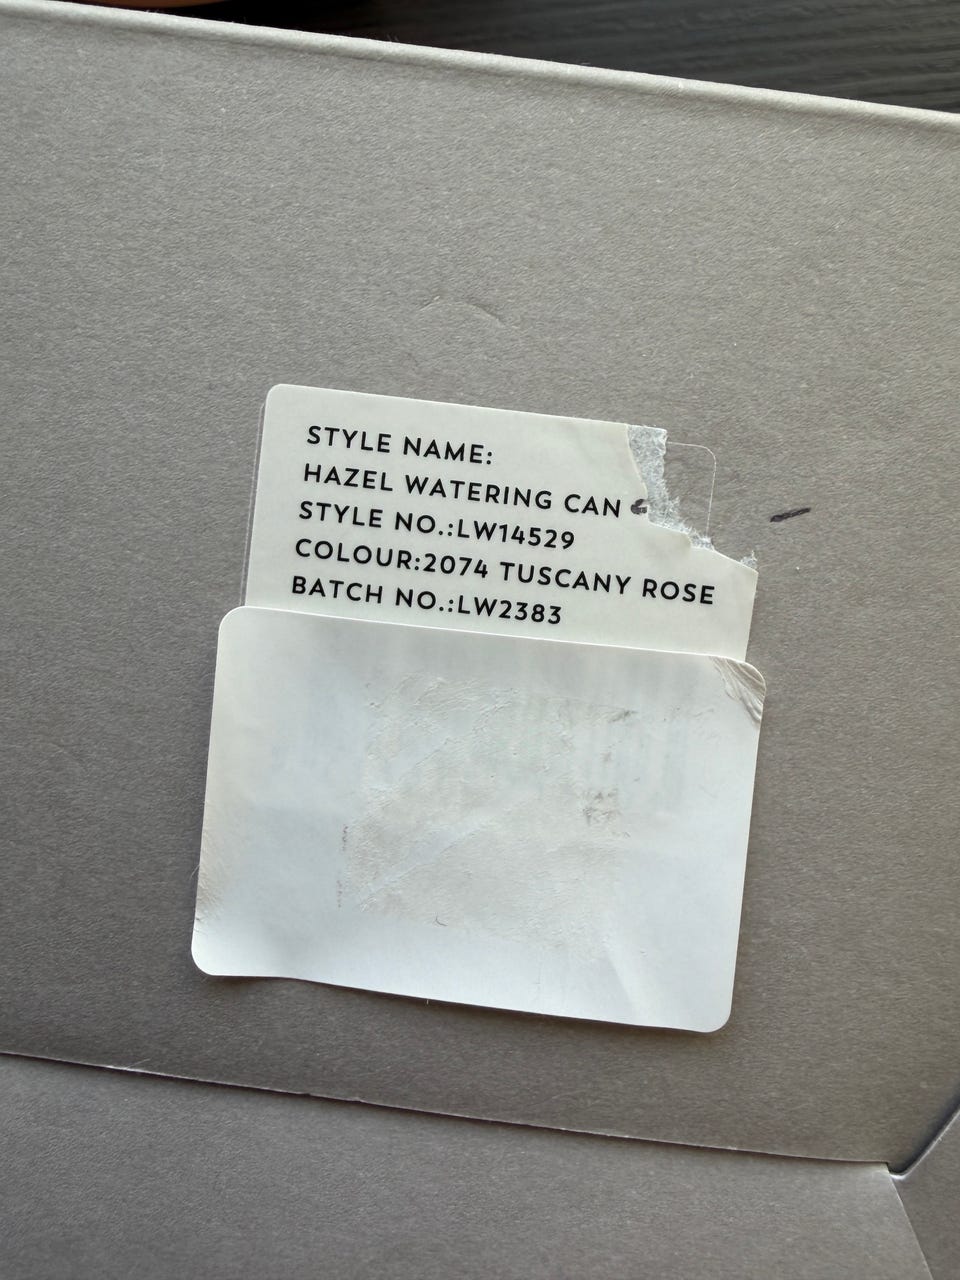 STYLE NAME:
HAZEL WATERING CAN
STYLE NO.:LW14529
COLOUR:2074 TUSCANY ROSE
BATCH NO.:LW2383